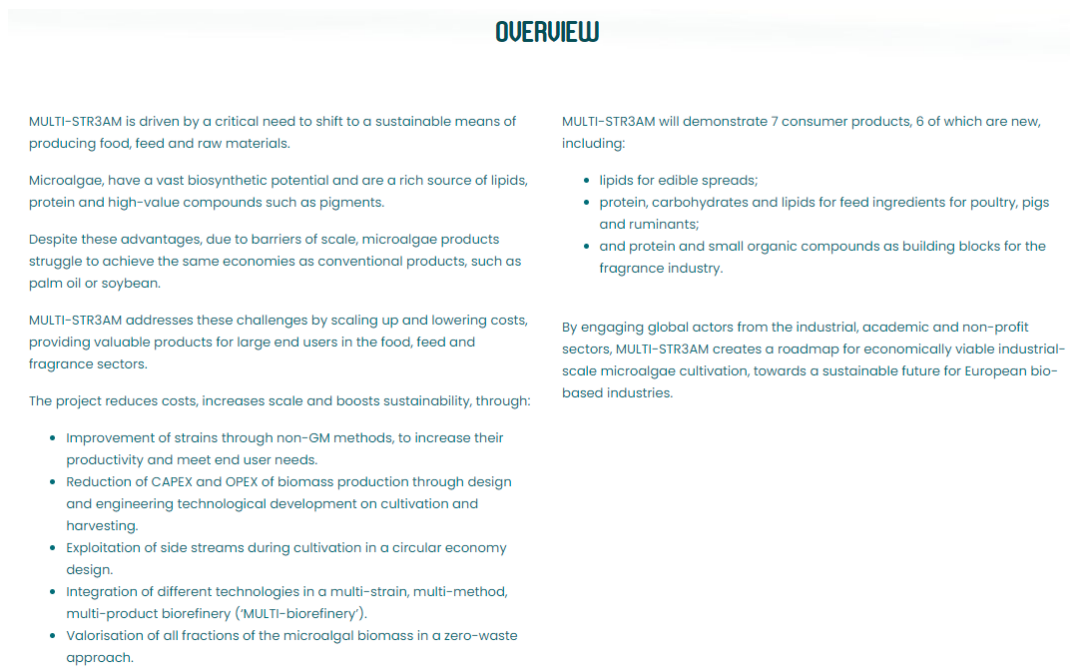 OVERVIEW
MULTI-STR3AM is driven by a critical need to shift to a sustainable means of
producing food, feed and raw materials.
Microalgae, have a vast biosynthetic potential and are a rich source of lipids,
protein and high-value compounds such as pigments.
Despite these advantages, due to barriers of scale, microalgae products
struggle to achieve the same economies as conventional products, such as
palm oil or soybean.
MULTI-STR3AM addresses these challenges by scaling up and lowering costs,
providing valuable products for large end users in the food, feed and
fragrance sectors.
The project reduces costs, increases scale and boosts sustainability, through:
• Improvement of strains through non-GM methods, to increase their
productivity and meet end user needs.
• Reduction of CAPEX and OPEX of biomass production through design
and engineering technological development on cultivation and
harvesting.
• Exploitation of side streams during cultivation in a circular economy
design.
• Integration of different technologies in a multi-strain, multi-method,
multi-product biorefinery (‘MULTI-biorefinery’).
• Valorisation of all fractions of the microalgal biomass in a zero-waste
approach.
MULTI-STR3AM will demonstrate 7 consumer products, 6 of which are new,
including:
• lipids for edible spreads;
• protein, carbohydrates and lipids for feed ingredients for poultry, pigs
and ruminants;
• and protein and small organic compounds as building blocks for the
fragrance industry.
By engaging global actors from the industrial, academic and non-profit
sectors, MULTI-STR3AM creates a roadmap for economically viable industrial-
scale microalgae cultivation, towards a sustainable future for European bio-
based industries.